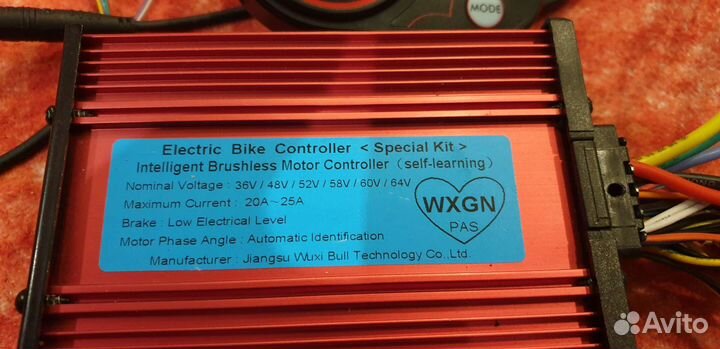 MODE
Electric Bike Controller < Special Kit >
Intelligent Brushless Motor Controller (self-learning)
Nominal Voltage : 36V / 48V / 52V / 58V / 60V / 64V
Maximum Current : 20A~25A
Brake : Low Electrical Level
Motor Phase Angle : Automatic Identification
Manufacturer : Jiangsu Wuxi Bull Technology Co.,Ltd.
WXGN
PAS
Avito